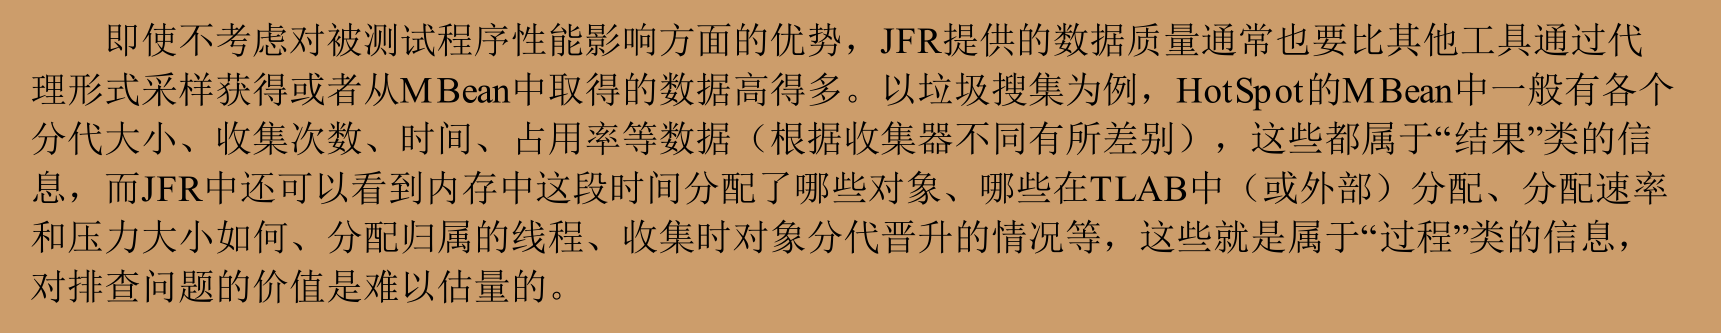 即使不考虑对被测试程序性能影响方面的优势，JFR提供的数据质量通常也要比其他工具通过代
理形式采样获得或者从MBean中取得的数据高得多。以垃圾搜集为例，HotSpot的MBean中一般有各个
分代大小、收集次数、时间、占用率等数据（根据收集器不同有所差别），这些都属于“结果”类的信
息，而JFR中还可以看到内存中这段时间分配了哪些对象、哪些在TLAB中（或外部）分配、分配速率
和压力大小如何、分配归属的线程、收集时对象分代晋升的情况等，这些就是属于“过程”类的信息，
对排查问题的价值是难以估量的。